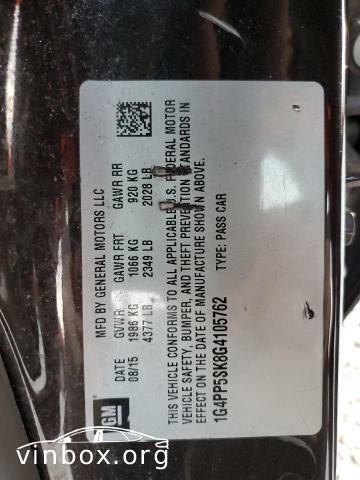 MFD BY GENERAL MOTORS LLC
DATE GVWR GAWR FRT GAWR RR
08/15 1986 KG 1066 KG 920 KG
4377 LB 2349 LB 2028 LB
THIS VEHICLE CONFORMS TO ALL APPLICABLE U.S. FEDERAL MOTOR
VEHICLE SAFETY, BUMPER, AND THEFT PREVENTION STANDARDS IN
EFFECT ON THE DATE OF MANUFACTURE SHOWN ABOVE.
1G4PP5SK8G4105762 TYPE: PASS CAR
GM
vinbox.org